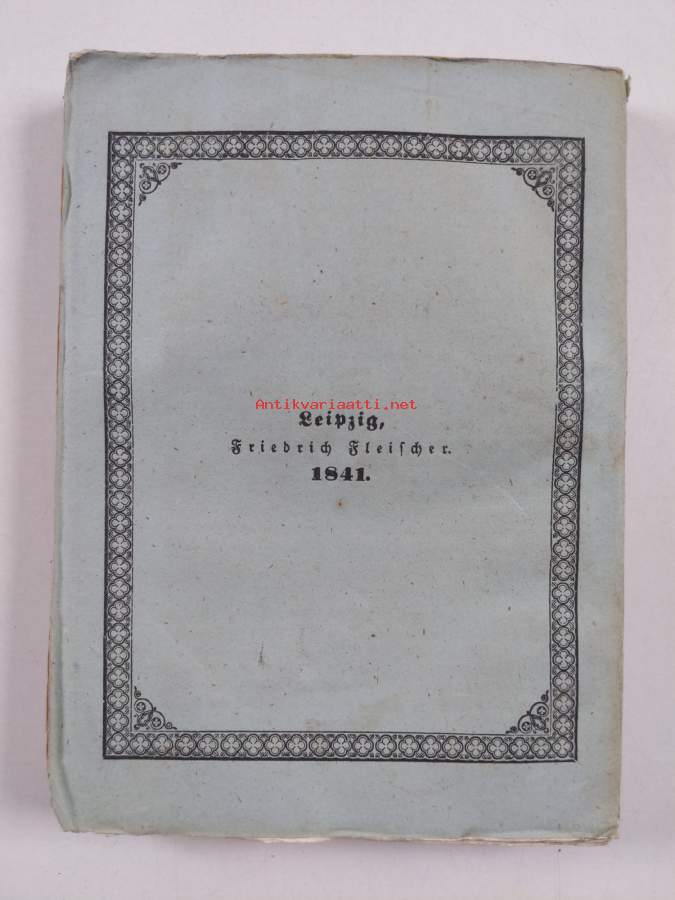 Antikvariaatti.net
Leipzig,
Friedrich Fleischer.
1841.